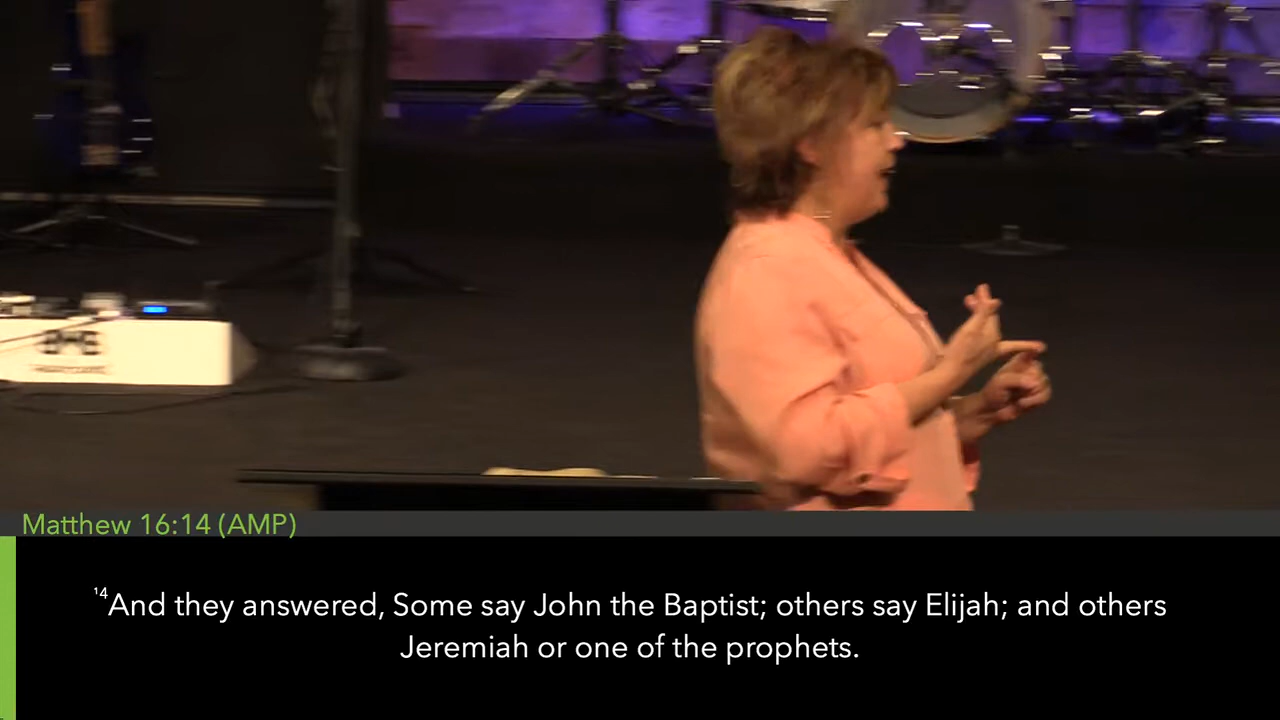 Matthew 16:14 (AMP)
14And they answered, Some say John the Baptist; others say Elijah; and others
Jeremiah or one of the prophets.